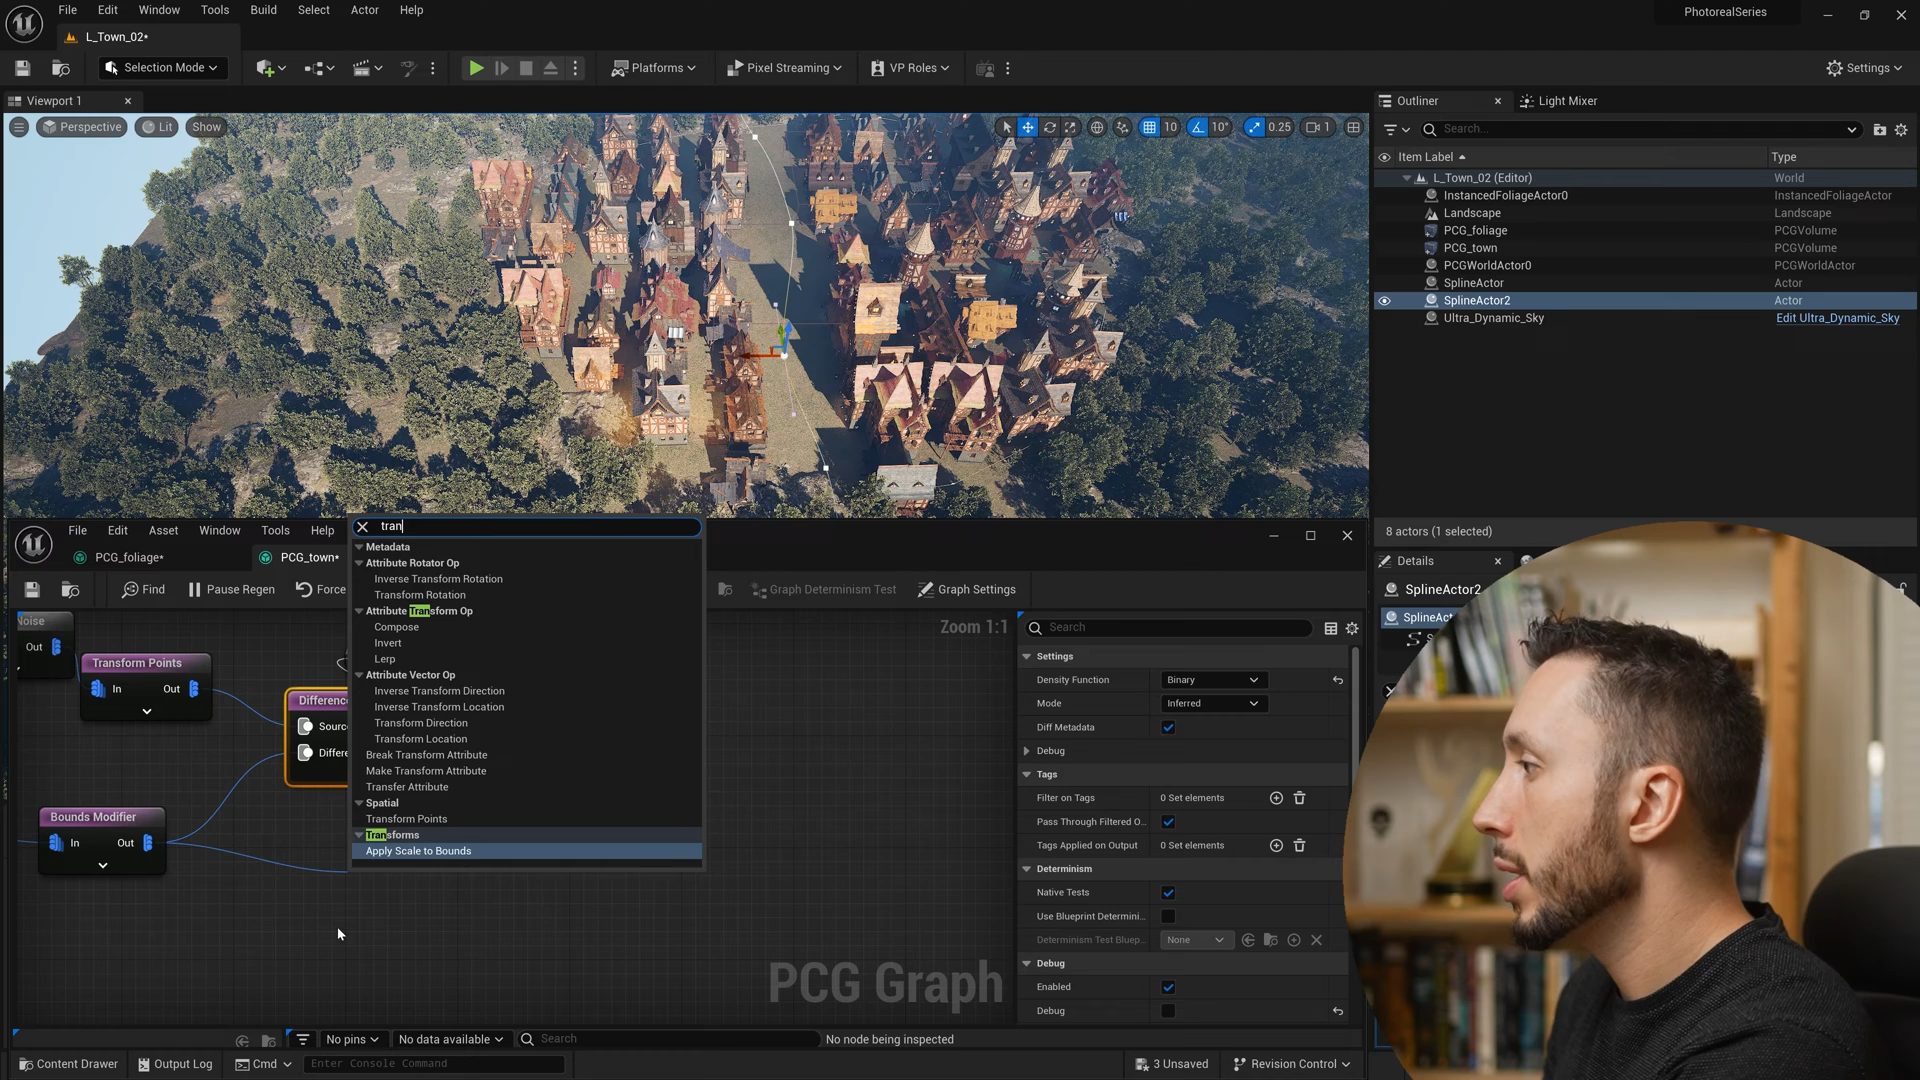 File Edit Window Tools Build Select Actor Help
PhotorealSeries
L_Town_02*
Selection Mode
Platforms
Pixel Streaming
VP Roles
Settings
Viewport 1
Perspective
Lit
Show
10
10°
0.25
1
Outliner
Light Mixer
Search...
Item Label
Type
L_Town_02 (Editor)
World
InstancedFoliageActor0
InstancedFoliageActor
Landscape
Landscape
PCG_foliage
PCGVolume
PCG_town
PCGVolume
PCGWorldActor0
PCGWorldActor
SplineActor
Actor
SplineActor2
Actor
Ultra_Dynamic_Sky
Edit Ultra_Dynamic_Sky
8 actors (1 selected)
Details
SplineActor2
SplineAct
File Edit Asset Window Tools Help
PCG_foliage*
PCG_town*
Find
Pause Regen
Force
Graph Determinism Test
Graph Settings
tran
Metadata
Attribute Rotator Op
Inverse Transform Rotation
Transform Rotation
Attribute Transform Op
Compose
Invert
Lerp
Attribute Vector Op
Inverse Transform Direction
Inverse Transform Location
Transform Direction
Transform Location
Break Transform Attribute
Make Transform Attribute
Transfer Attribute
Spatial
Transform Points
Transforms
Apply Scale to Bounds
Noise
Out
Transform Points
In Out
Difference
Sourc
Differe
Bounds Modifier
In Out
Zoom 1:1
PCG Graph
Search
Settings
Density Function
Binary
Mode
Inferred
Diff Metadata
Debug
Tags
Filter on Tags
0 Set elements
Pass Through Filtered O...
Tags Applied on Output
0 Set elements
Determinism
Native Tests
Use Blueprint Determini...
Determinism Test Bluep...
None
Debug
Enabled
Debug
No pins
No data available
Search
No node being inspected
Content Drawer
Output Log
Cmd
Enter Console Command
3 Unsaved
Revision Control